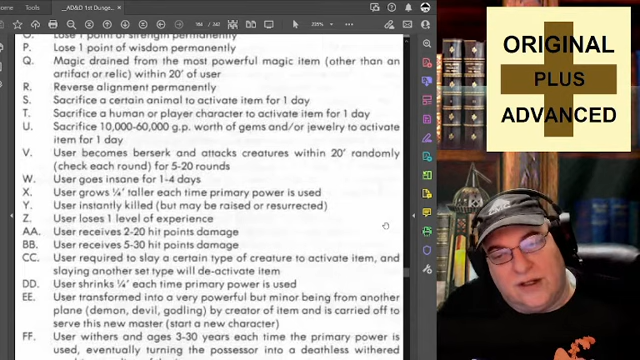 Home Tools __AD&D 1st Dunge...
184 / 242 235%
O. Lose 1 point of strength permanently
P. Lose 1 point of wisdom permanently
Q. Magic drained from the most powerful magic item (other than an
artifact or relic) within 20' of user
R. Reverse alignment permanently
S. Sacrifice a certain animal to activate item for 1 day
T. Sacrifice a human or player character to activate item for 1 day
U. Sacrifice 10,000-60,000 g.p. worth of gems and/or jewelry to activate
item for 1 day
V. User becomes berserk and attacks creatures within 20' randomly
(check each round) for 5-20 rounds
W. User goes insane for 1-4 days
X. User grows ¼' taller each time primary power is used
Y. User instantly killed (but may be raised or resurrected)
Z. User loses 1 level of experience
AA. User receives 2-20 hit points damage
BB. User receives 5-30 hit points damage
CC. User required to slay a certain type of creature to activate item, and
slaying another set type will de-activate item
DD. User shrinks ¼' each time primary power is used
EE. User transformed into a very powerful but minor being from another
plane (demon, devil, godling) by creator of item and is carried off to
serve this new master (start a new character)
FF. User withers and ages 3-30 years each time the primary power is
used, eventually turning the possessor into a deathless withered
ORIGINAL
PLUS
ADVANCED